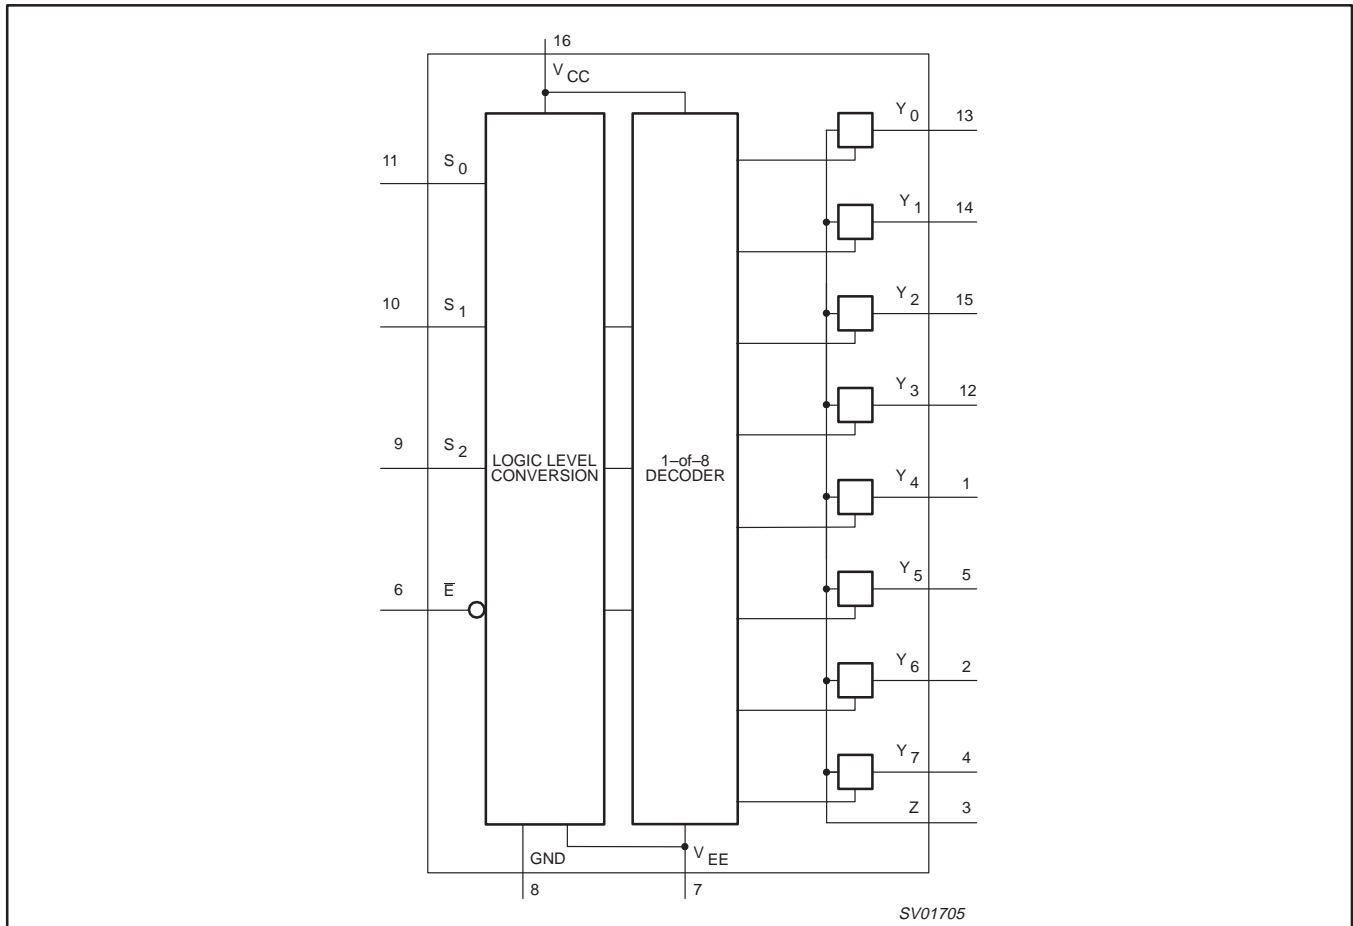 16
V CC
Y 0 13
11 S 0
Y 1 14
10 S 1
Y 2 15
Y 3 12
9 S 2
LOGIC LEVEL
CONVERSION
1–of–8
DECODER
Y 4 1
6 E̅
Y 5 5
Y 6 2
Y 7 4
Z 3
GND
V EE
8
7
SV01705